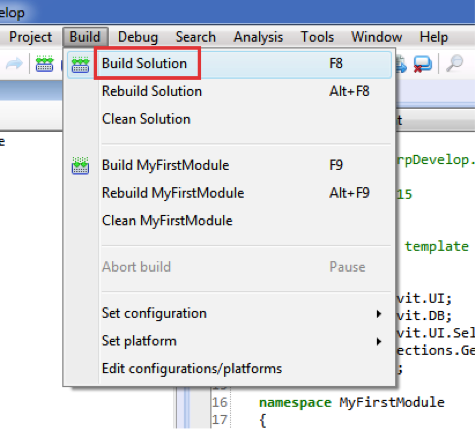 elop
Project Build Debug Search Analysis Tools Window Help
Build Solution F8
Rebuild Solution Alt+F8
Clean Solution
Build MyFirstModule F9
Rebuild MyFirstModule Alt+F9
Clean MyFirstModule
Abort build Pause
Set configuration
Set platform
Edit configurations/platforms
e
t
rpDevelop.
15
template
vit.UI;
vit.DB;
vit.UI.Sel
ections.Ge
;
16 namespace MyFirstModule
17 {